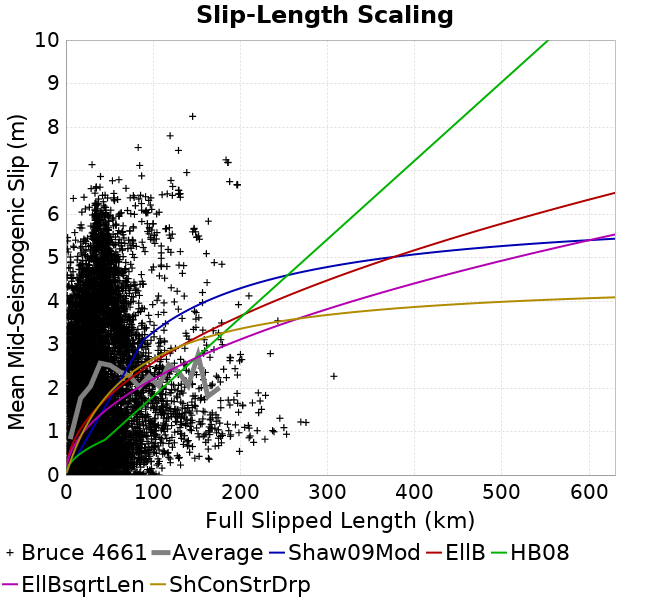 Slip-Length Scaling
Mean Mid-Seismogenic Slip (m)
10
9
8
7
6
5
4
3
2
1
0
0 100 200 300 400 500 600
Full Slipped Length (km)
Bruce 4661 Average Shaw09Mod EllB HB08
EllBsqrtLen ShConStrDrp